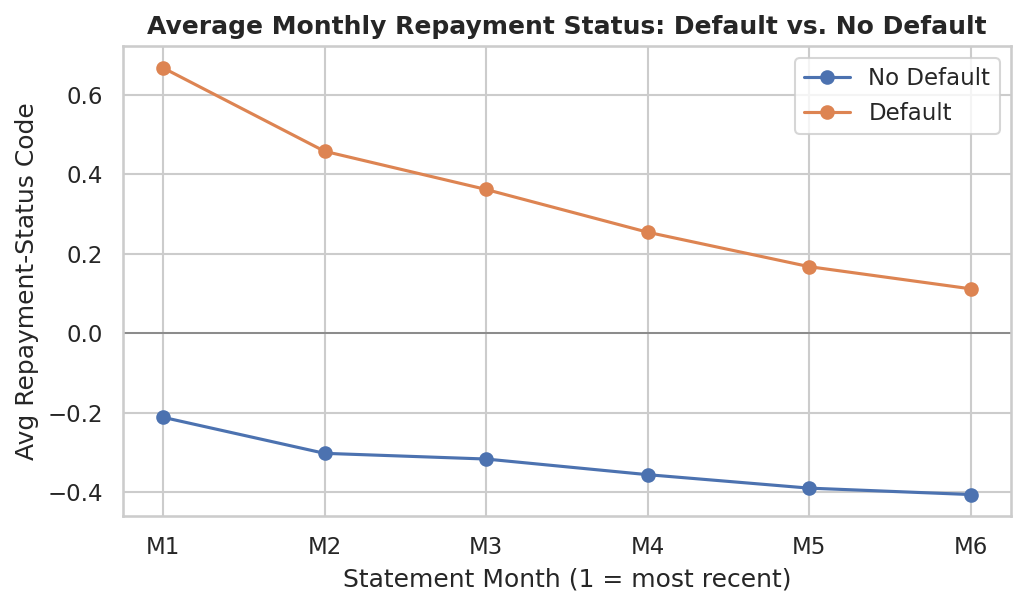 Average Monthly Repayment Status: Default vs. No Default
No Default
Default
Avg Repayment-Status Code
0.6
0.4
0.2
0.0
−0.2
−0.4
M1 M2 M3 M4 M5 M6
Statement Month (1 = most recent)